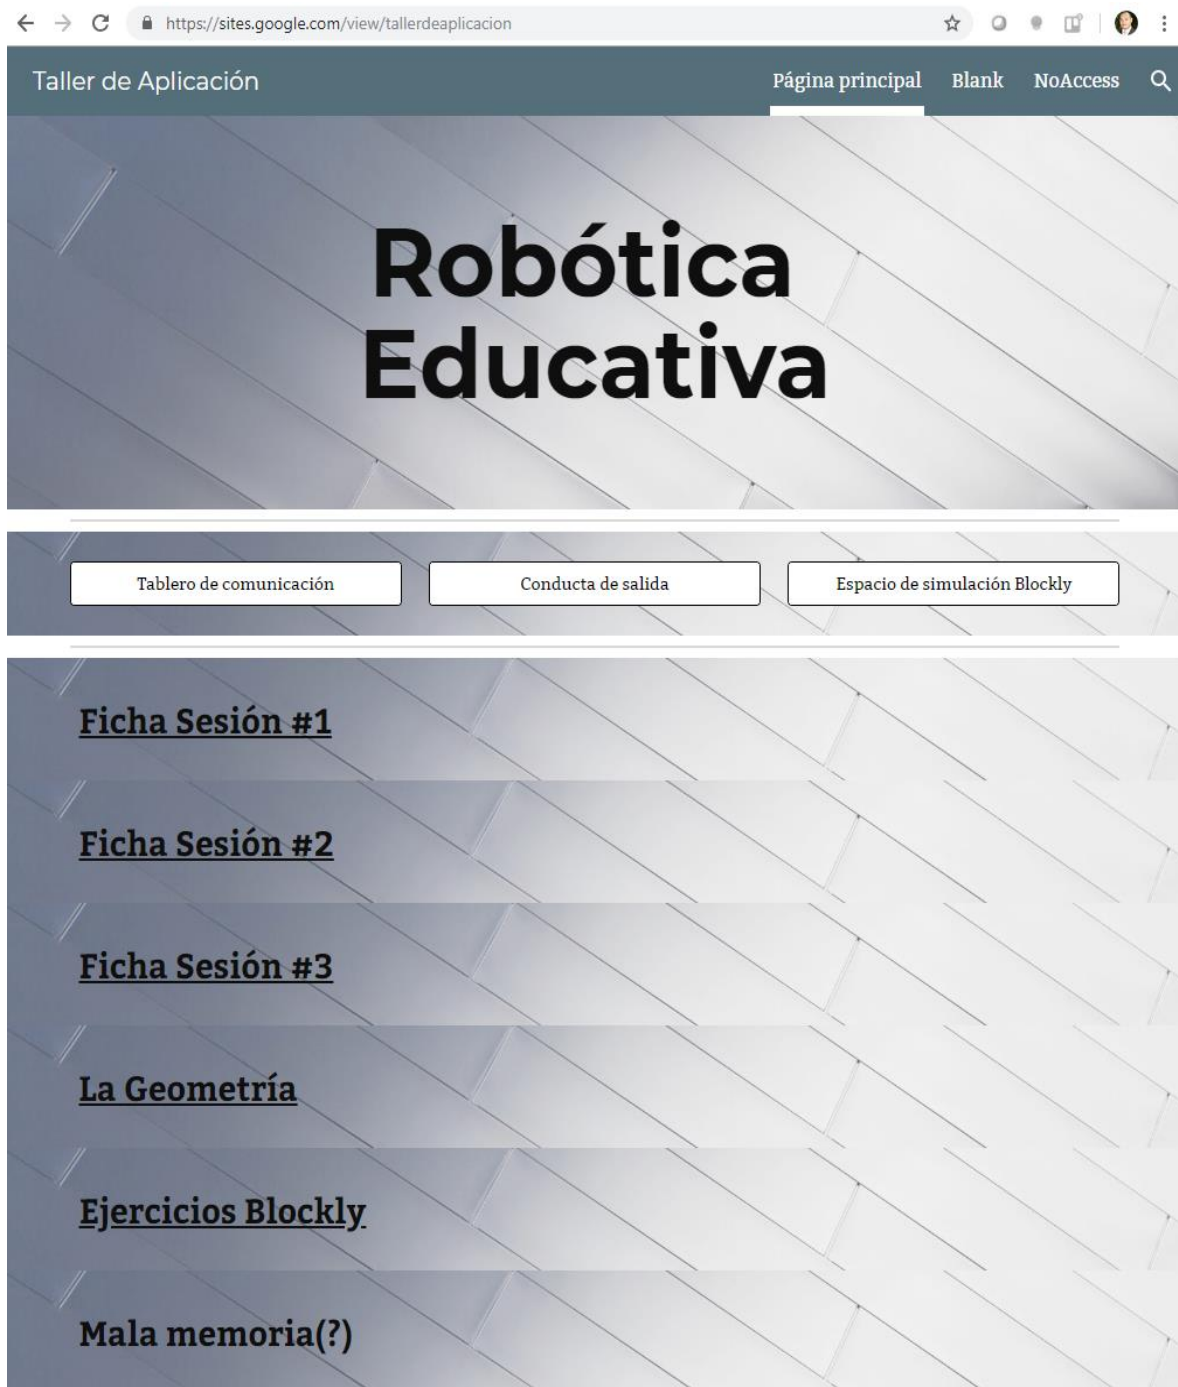 https://sites.google.com/view/tallerdeaplicacion
Taller de Aplicación
Página principal Blank NoAccess
Robótica
Educativa
Tablero de comunicación Conducta de salida Espacio de simulación Blockly
Ficha Sesión #1
Ficha Sesión #2
Ficha Sesión #3
La Geometría
Ejercicios Blockly
Mala memoria(?)